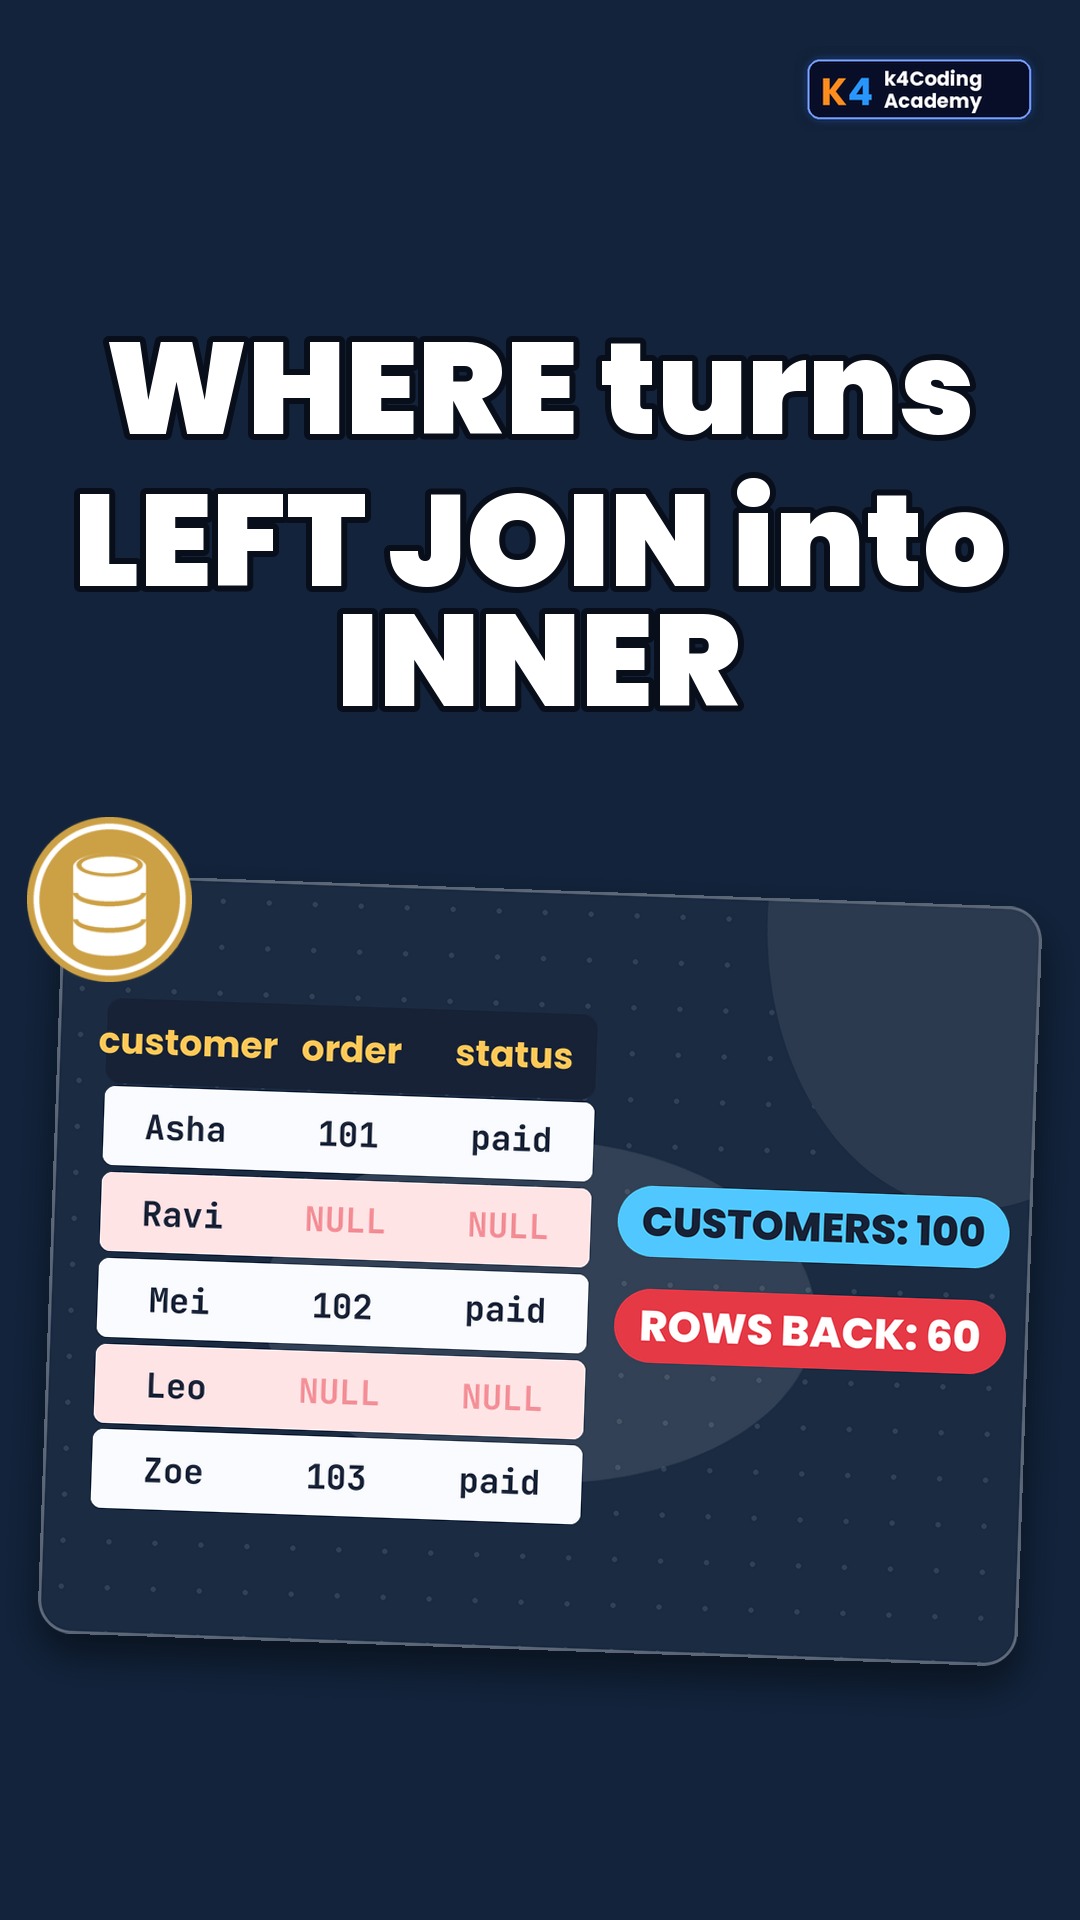 K4 k4Coding
Academy
WHERE turns
LEFT JOIN into
INNER
customer order status
Asha 101 paid
Ravi NULL NULL
Mei 102 paid
Leo NULL NULL
Zoe 103 paid
CUSTOMERS: 100
ROWS BACK: 60